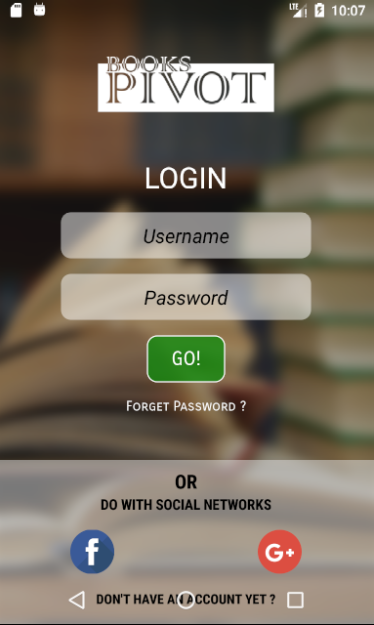 LTE 10:07
BOOKS
PIVOT
LOGIN
Username
Password
GO!
Forget Password ?
OR
DO WITH SOCIAL NETWORKS
f
G+
DON'T HAVE AN ACCOUNT YET ?